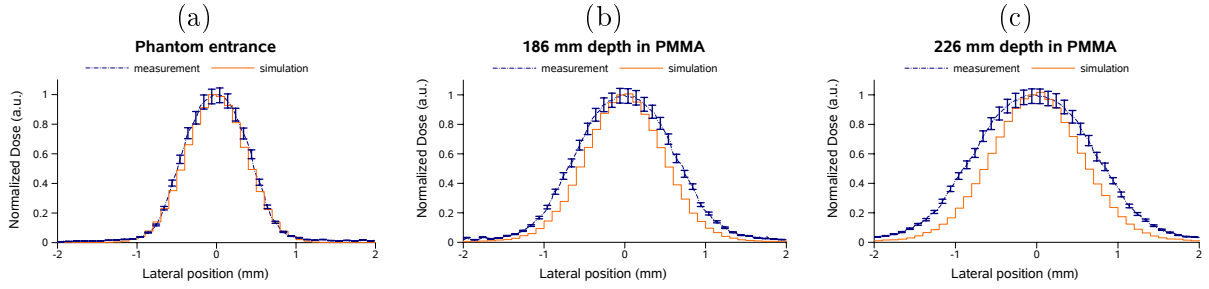 (a)
Phantom entrance
measurement simulation
Normalized Dose (a.u.)
1
0.8
0.6
0.4
0.2
0
-2 -1 0 1 2
Lateral position (mm)
(b)
186 mm depth in PMMA
measurement simulation
Normalized Dose (a.u.)
1
0.8
0.6
0.4
0.2
0
-2 -1 0 1 2
Lateral position (mm)
(c)
226 mm depth in PMMA
measurement simulation
Normalized Dose (a.u.)
1
0.8
0.6
0.4
0.2
0
-2 -1 0 1 2
Lateral position (mm)